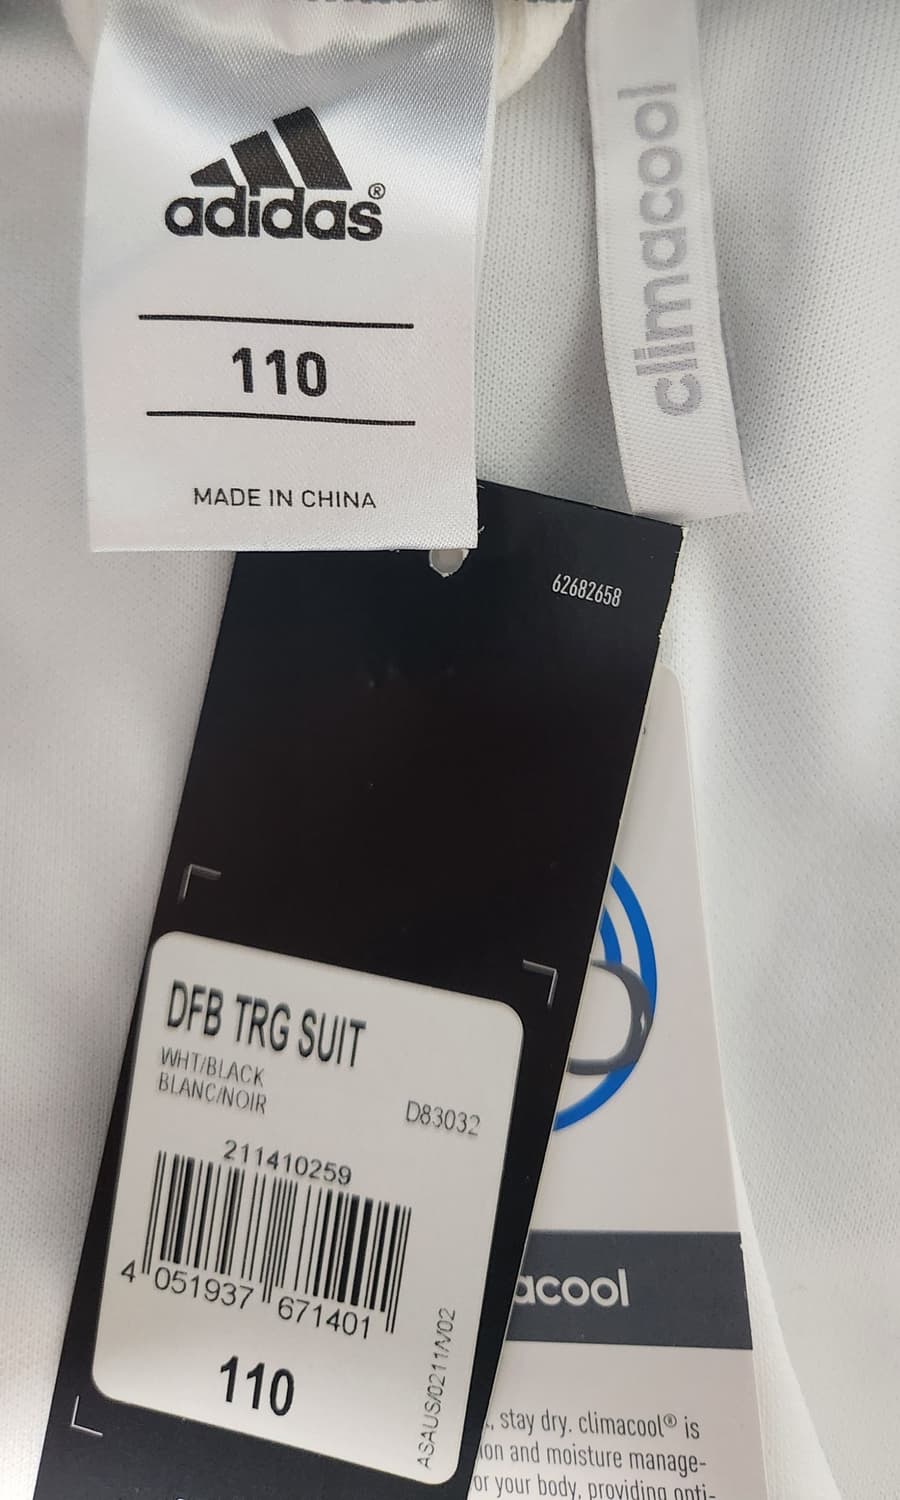 adidas®
110
MADE IN CHINA
climacool
62682658
DFB TRG SUIT
WHT/BLACK
BLANC/NOIR
D83032
211410259
4 051937 671401
110
ASAUS/0211/V02
acool
, stay dry. climacool® is
ion and moisture manage-
or your body, providing opti-